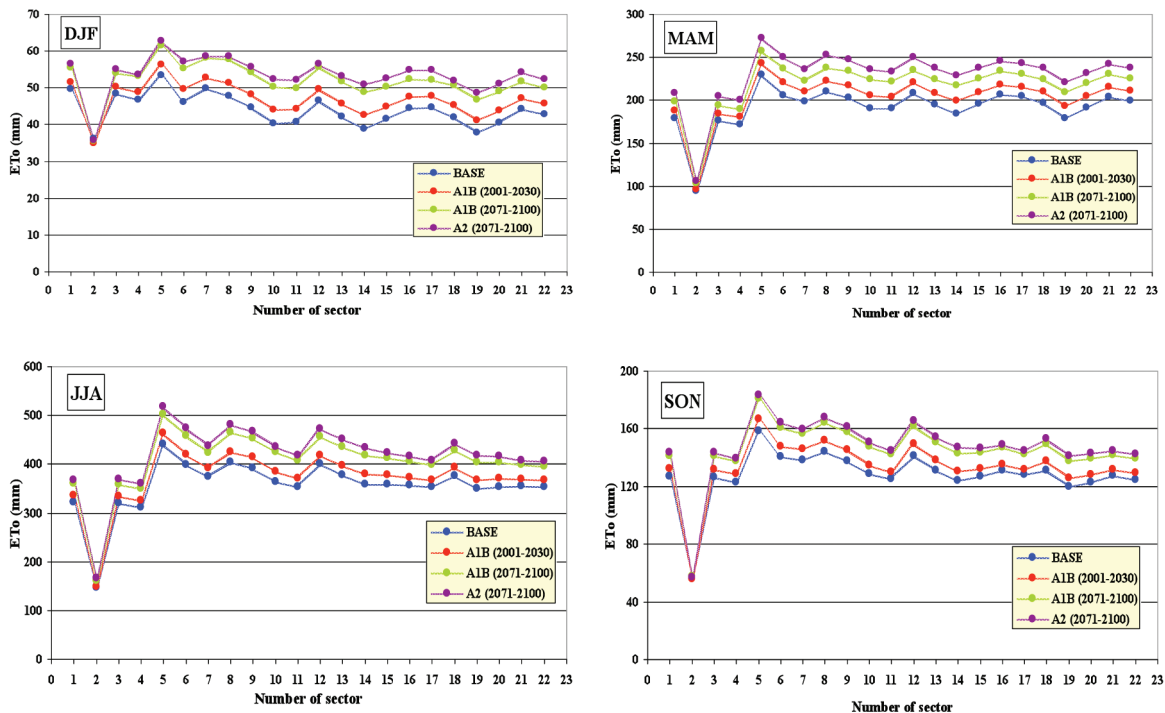 DJF
ETo (mm)
70
60
50
40
30
20
10
0
BASE
A1B (2001-2030)
A1B (2071-2100)
A2 (2071-2100)
0 1 2 3 4 5 6 7 8 9 10 11 12 13 14 15 16 17 18 19 20 21 22 23
Number of sector
MAM
ETo (mm)
300
250
200
150
100
50
0
BASE
A1B (2001-2030)
A1B (2071-2100)
A2 (2071-2100)
0 1 2 3 4 5 6 7 8 9 10 11 12 13 14 15 16 17 18 19 20 21 22 23
Number of sector
JJA
ETo (mm)
600
500
400
300
200
100
0
BASE
A1B (2001-2030)
A1B (2071-2100)
A2 (2071-2100)
0 1 2 3 4 5 6 7 8 9 10 11 12 13 14 15 16 17 18 19 20 21 22 23
Number of sector
SON
ETo (mm)
200
160
120
80
40
0
BASE
A1B (2001-2030)
A1B (2071-2100)
A2 (2071-2100)
0 1 2 3 4 5 6 7 8 9 10 11 12 13 14 15 16 17 18 19 20 21 22 23
Number of sector